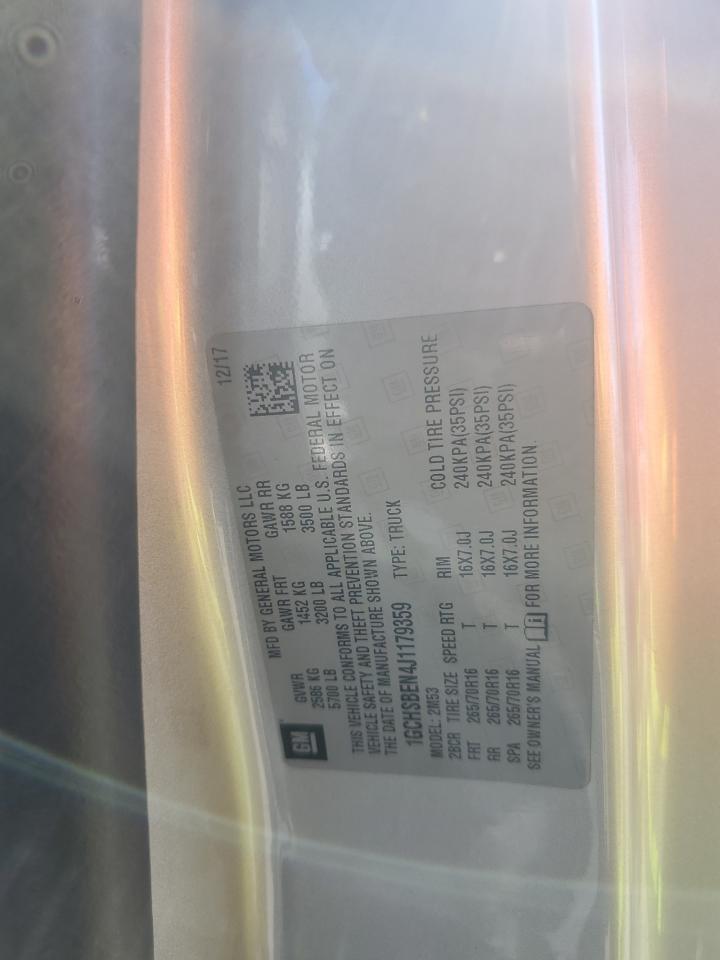 12/17
GM
MFD BY GENERAL MOTORS LLC
GVWR GAWR FRT GAWR RR
2586 KG 1452 KG 1588 KG
5700 LB 3200 LB 3500 LB
THIS VEHICLE CONFORMS TO ALL APPLICABLE U.S. FEDERAL MOTOR
VEHICLE SAFETY AND THEFT PREVENTION STANDARDS IN EFFECT ON
THE DATE OF MANUFACTURE SHOWN ABOVE.
1GCHSBEN4J1179359 TYPE: TRUCK
MODEL: 2M53
2BCR TIRE SIZE SPEED RTG RIM COLD TIRE PRESSURE
FRT 265/70R16 T 16X7.0J 240KPA(35PSI)
RR 265/70R16 T 16X7.0J 240KPA(35PSI)
SPA 265/70R16 T 16X7.0J 240KPA(35PSI)
SEE OWNER'S MANUAL FOR MORE INFORMATION.